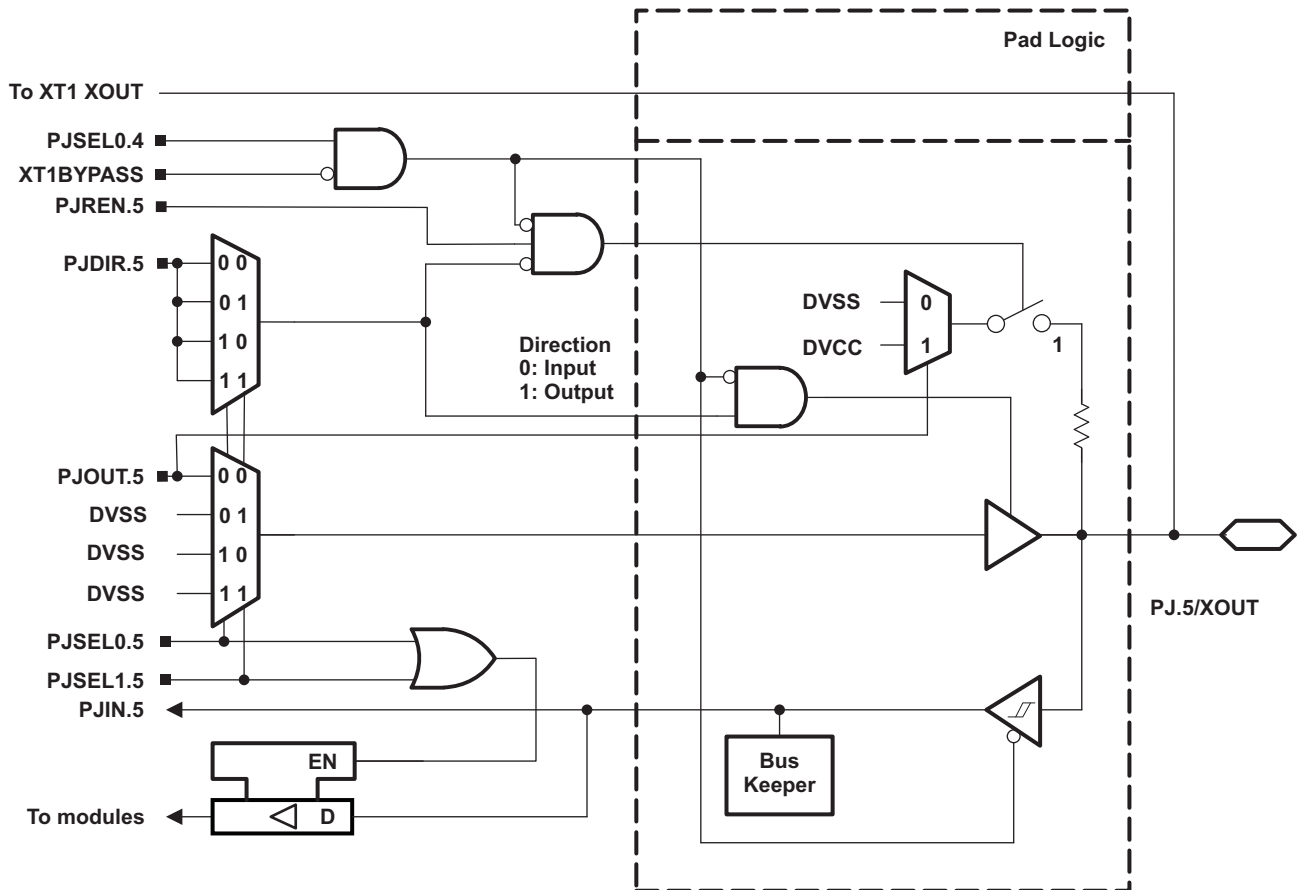 Pad Logic
To XT1 XOUT
PJSEL0.4
XT1BYPASS
PJREN.5
PJDIR.5
0 0
0 1
1 0
1 1
Direction
0: Input
1: Output
DVSS
0
DVCC
1
1
PJOUT.5
0 0
DVSS
0 1
DVSS
1 0
DVSS
1 1
PJ.5/XOUT
PJSEL0.5
PJSEL1.5
PJIN.5
Bus
Keeper
EN
To modules
D